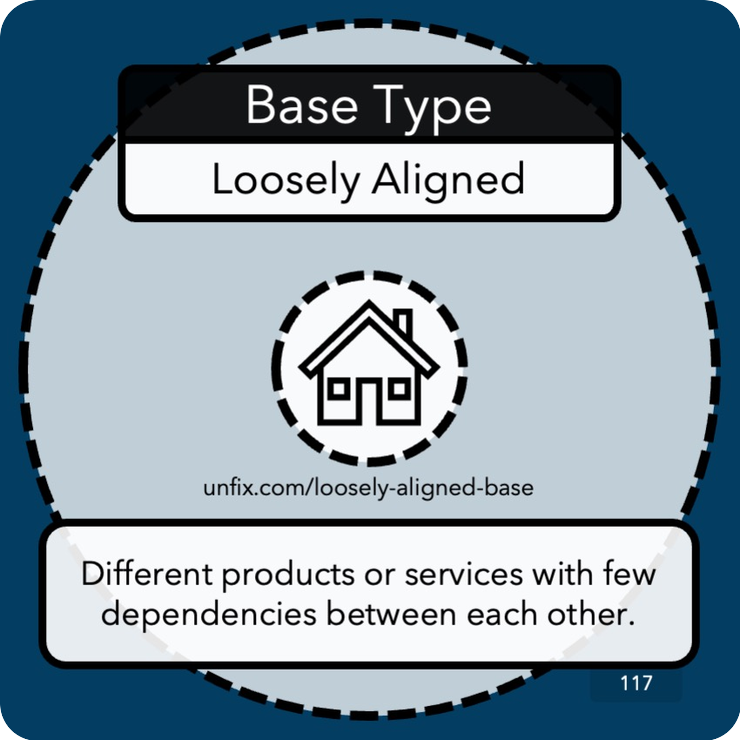 Base Type
Loosely Aligned
unfix.com/loosely-aligned-base
Different products or services with few
dependencies between each other.
117